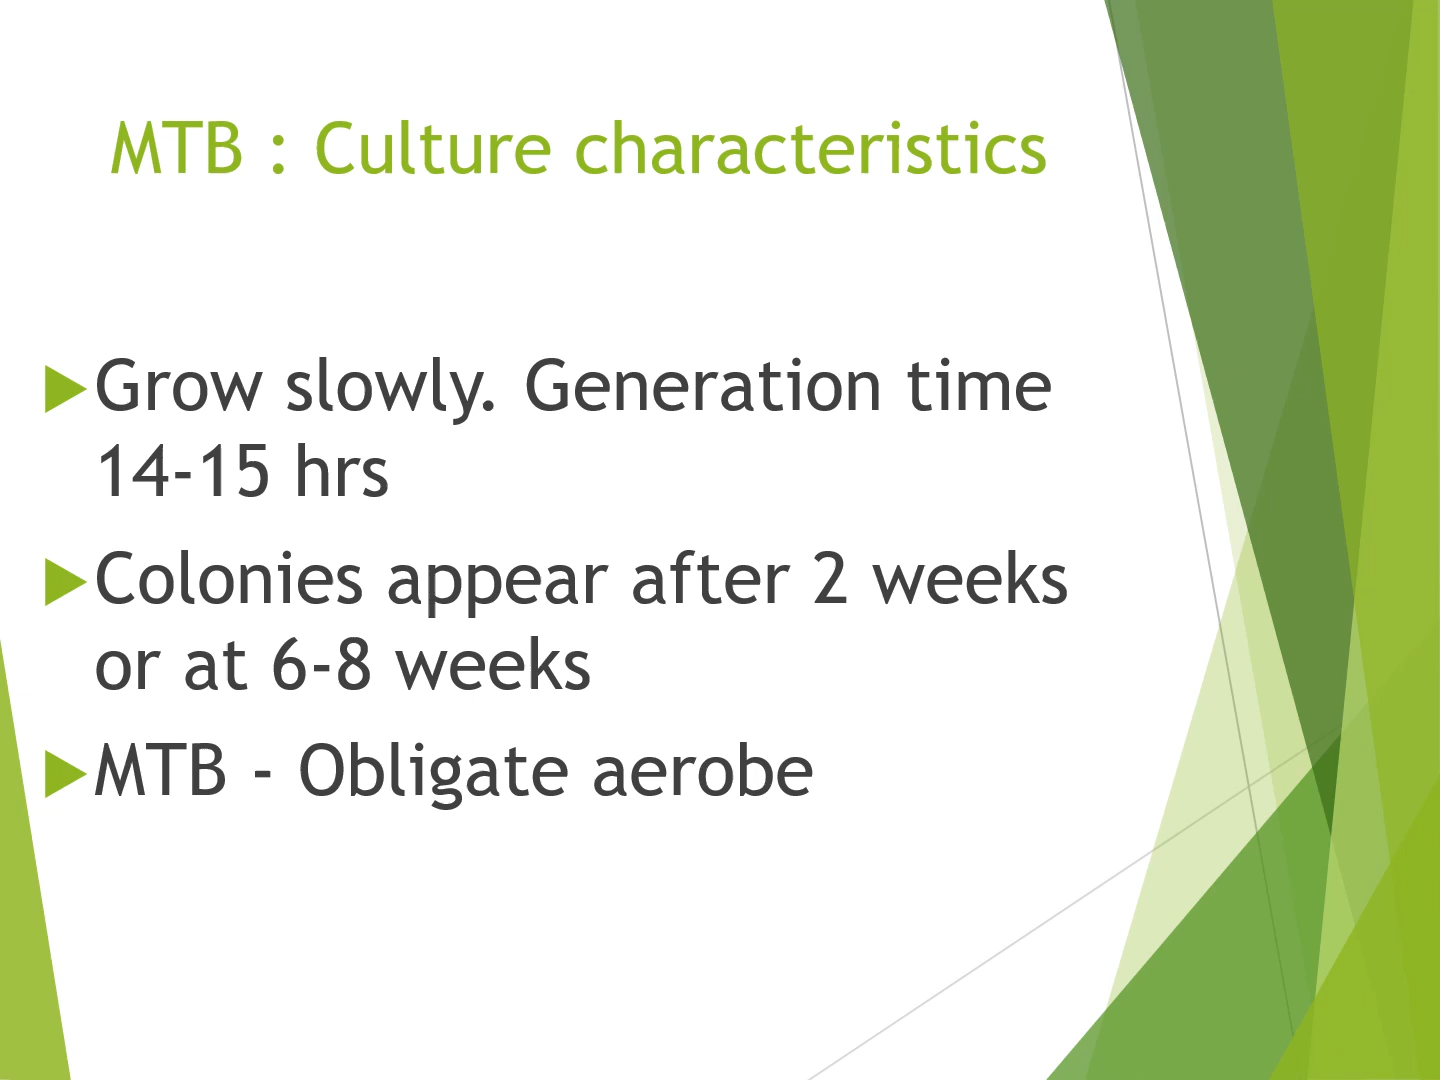 MTB : Culture characteristics
Grow slowly. Generation time
14-15 hrs
Colonies appear after 2 weeks
or at 6-8 weeks
MTB - Obligate aerobe